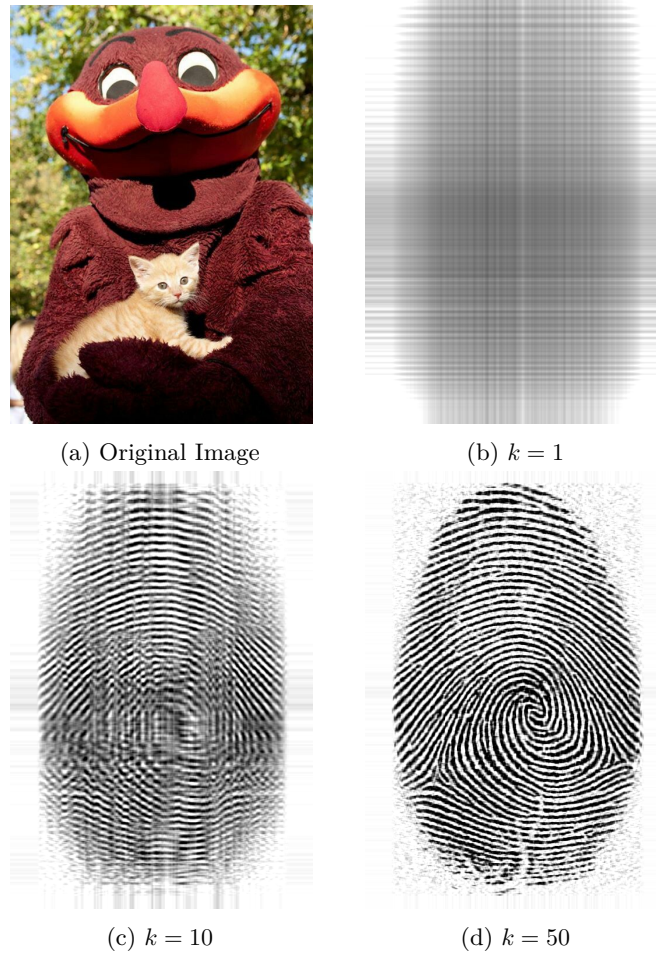 (a) Original Image
(b) k = 1
(c) k = 10
(d) k = 50